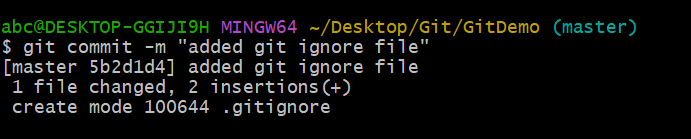 abc@DESKTOP-GGIJI9H MINGW64 ~/Desktop/Git/GitDemo (master)
$ git commit -m "added git ignore file"
[master 5b2d1d4] added git ignore file
 1 file changed, 2 insertions(+)
 create mode 100644 .gitignore